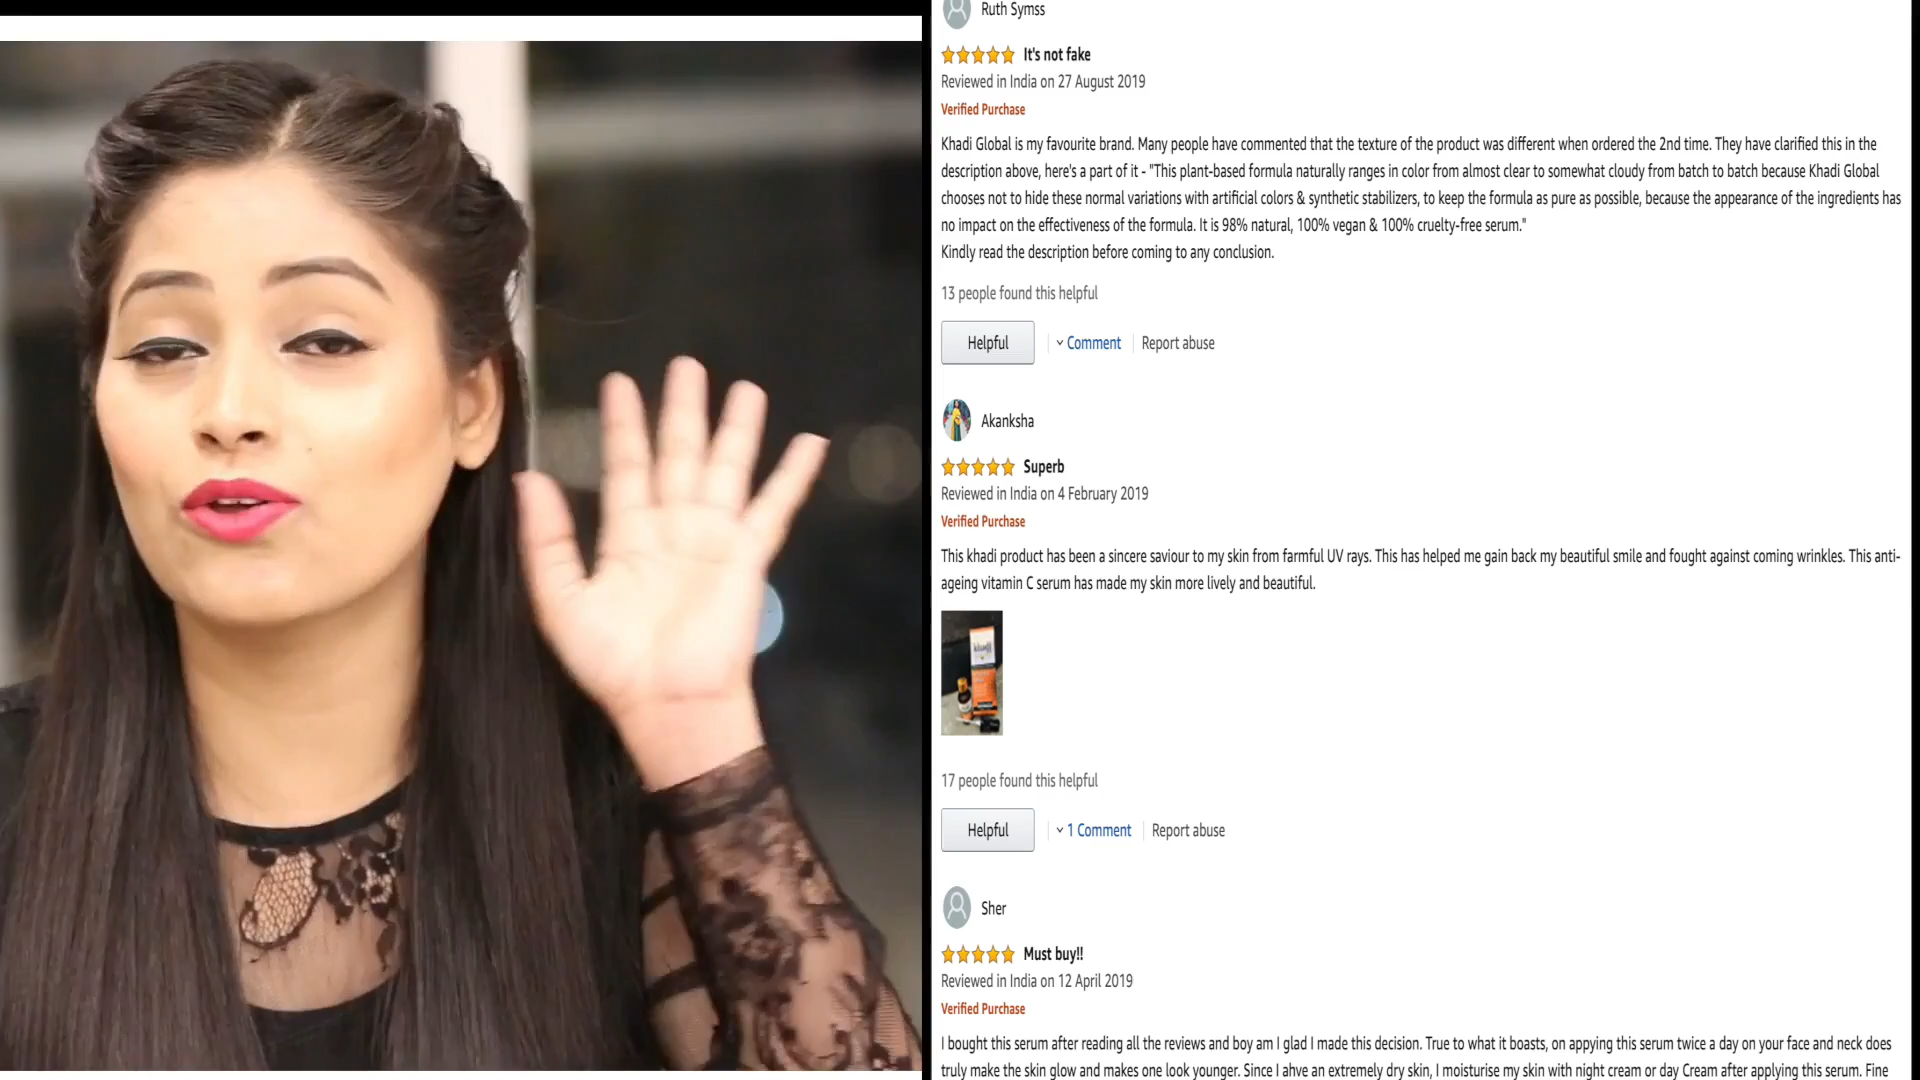 Ruth Symss
It's not fake
Reviewed in India on 27 August 2019
Verified Purchase
Khadi Global is my favourite brand. Many people have commented that the texture of the product was different when ordered the 2nd time. They have clarified this in the
description above, here's a part of it - "This plant-based formula naturally ranges in color from almost clear to somewhat cloudy from batch to batch because Khadi Global
chooses not to hide these normal variations with artificial colors & synthetic stabilizers, to keep the formula as pure as possible, because the appearance of the ingredients has
no impact on the effectiveness of the formula. It is 98% natural, 100% vegan & 100% cruelty-free serum."
Kindly read the description before coming to any conclusion.
13 people found this helpful
Helpful
Comment
Report abuse
Akanksha
Superb
Reviewed in India on 4 February 2019
Verified Purchase
This khadi product has been a sincere saviour to my skin from farmful UV rays. This has helped me gain back my beautiful smile and fought against coming wrinkles. This anti-
ageing vitamin C serum has made my skin more lively and beautiful.
17 people found this helpful
Helpful
1 Comment
Report abuse
Sher
Must buy!!
Reviewed in India on 12 April 2019
Verified Purchase
I bought this serum after reading all the reviews and boy am I glad I made this decision. True to what it boasts, on appying this serum twice a day on your face and neck does
truly make the skin glow and makes one look younger. Since I ahve an extremely dry skin, I moisturise my skin with night cream or day Cream after applying this serum. Fine